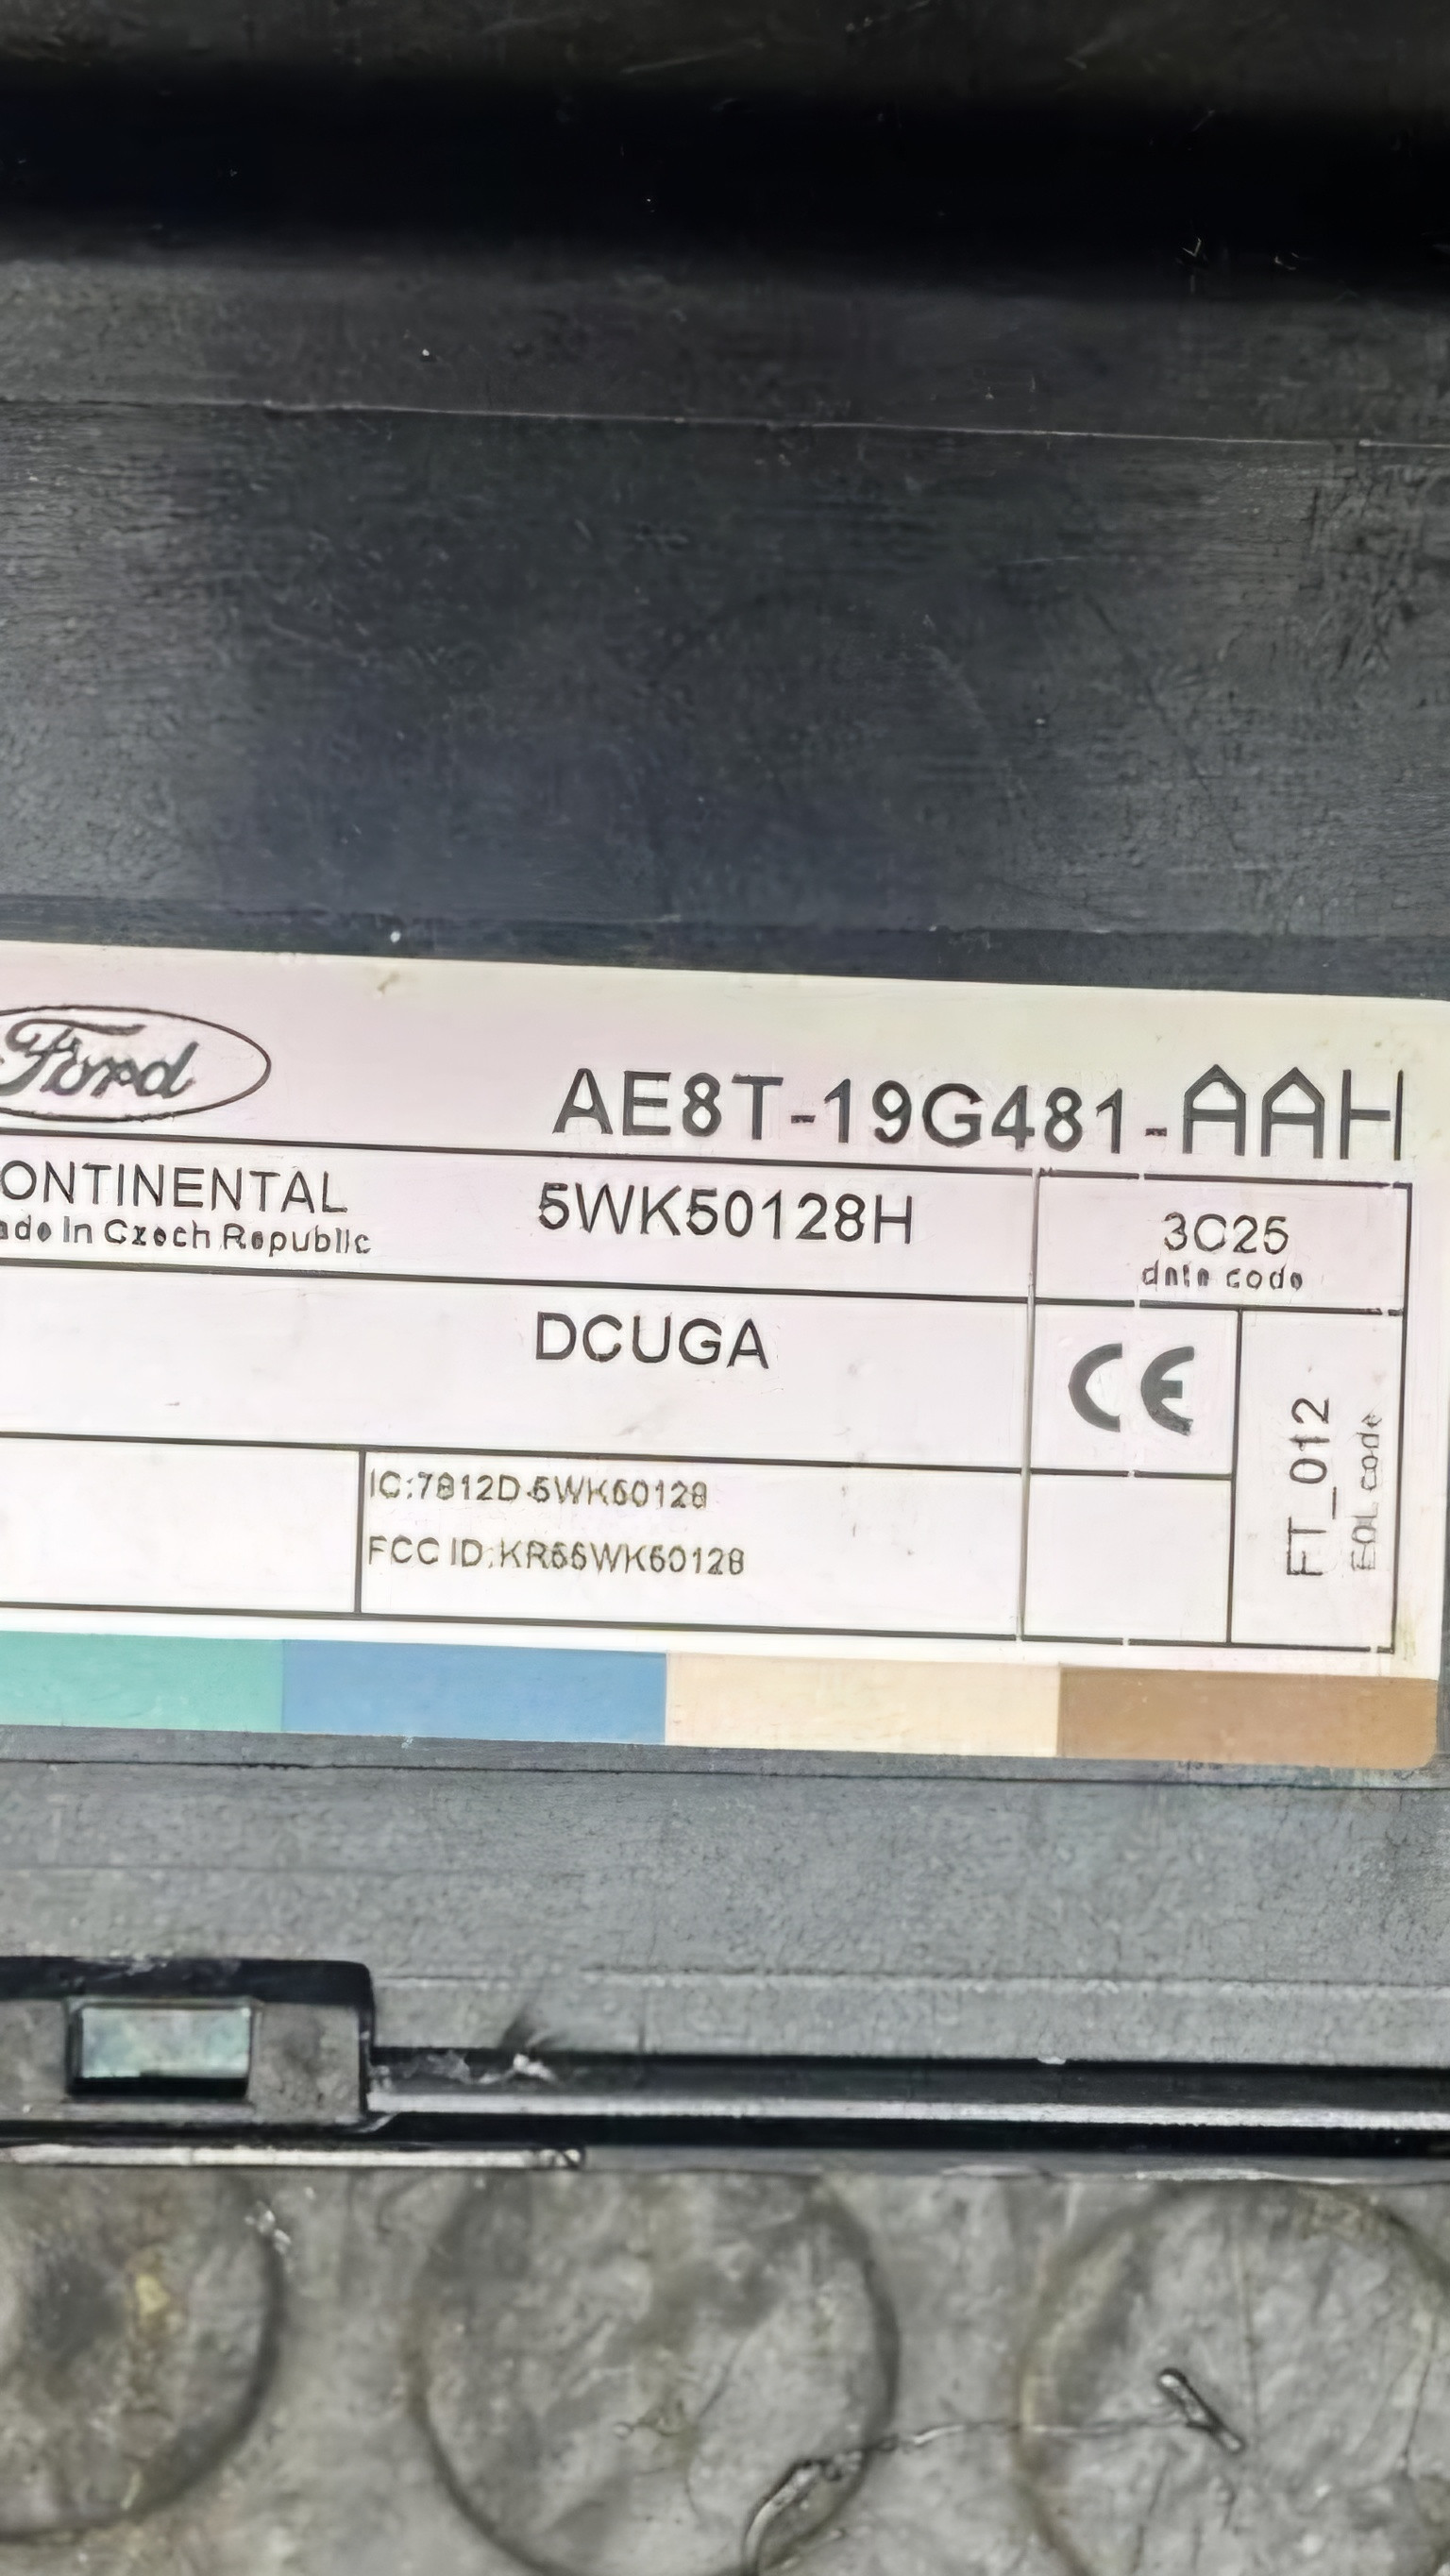 Ford
AE8T-19G481-AAH
ONTINENTAL
ade in Czech Republic
5WK50128H
3C25
date code
DCUGA
CE
FT_012
EOL code
IC:7812D-5WK50128
FCC ID:KR55WK50128